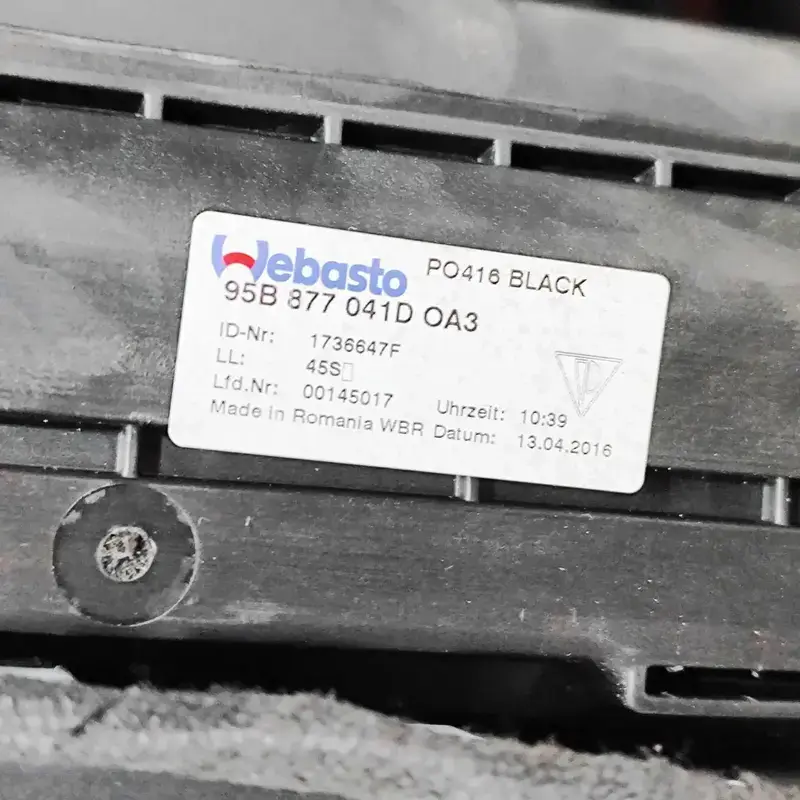 Webasto PO416 BLACK
95B 877 041D OA3
ID-Nr: 1736647F
LL: 45S▯
Lfd.Nr: 00145017 Uhrzeit: 10:39
Made in Romania WBR Datum: 13.04.2016